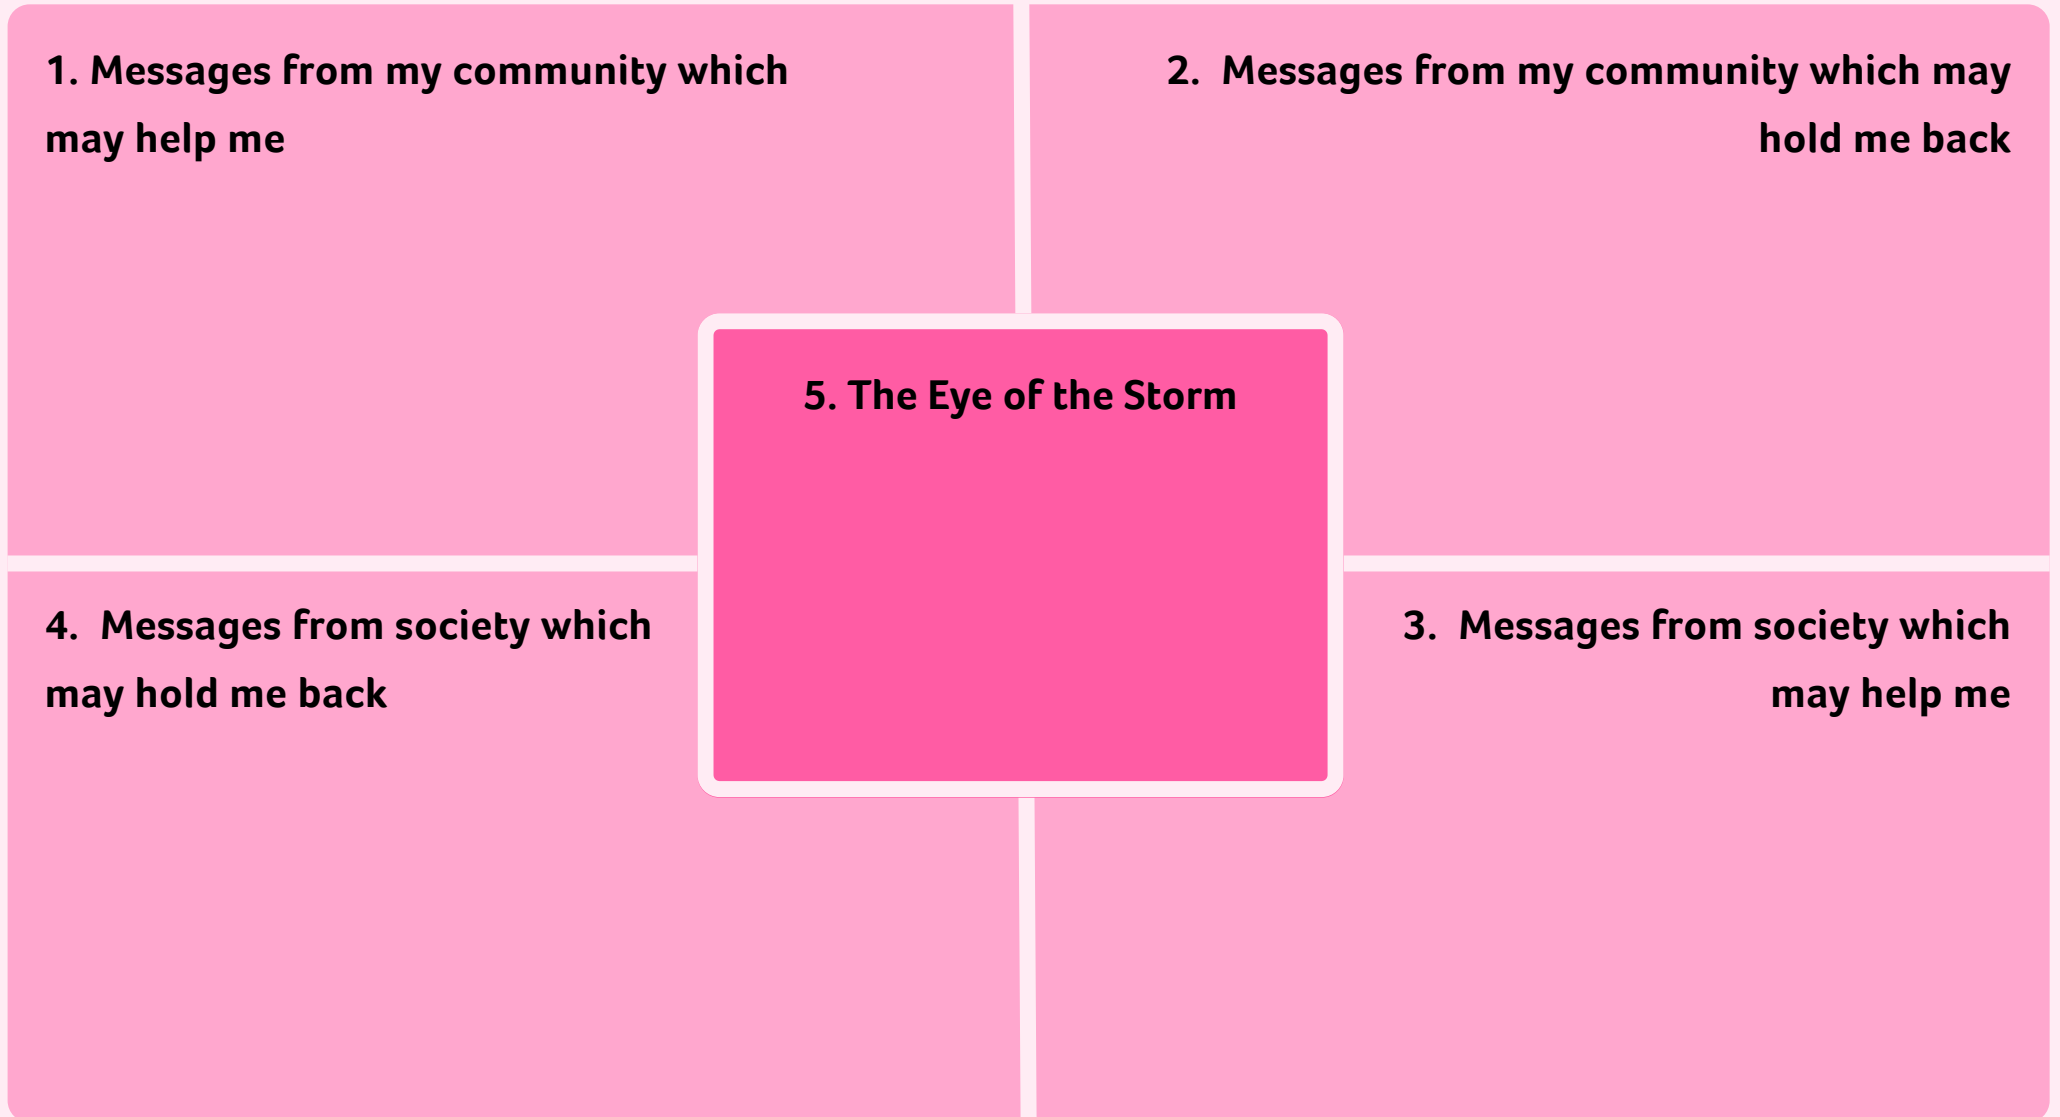 1. Messages from my community which
may help me
2. Messages from my community which may
hold me back
5. The Eye of the Storm
4. Messages from society which
may hold me back
3. Messages from society which
may help me